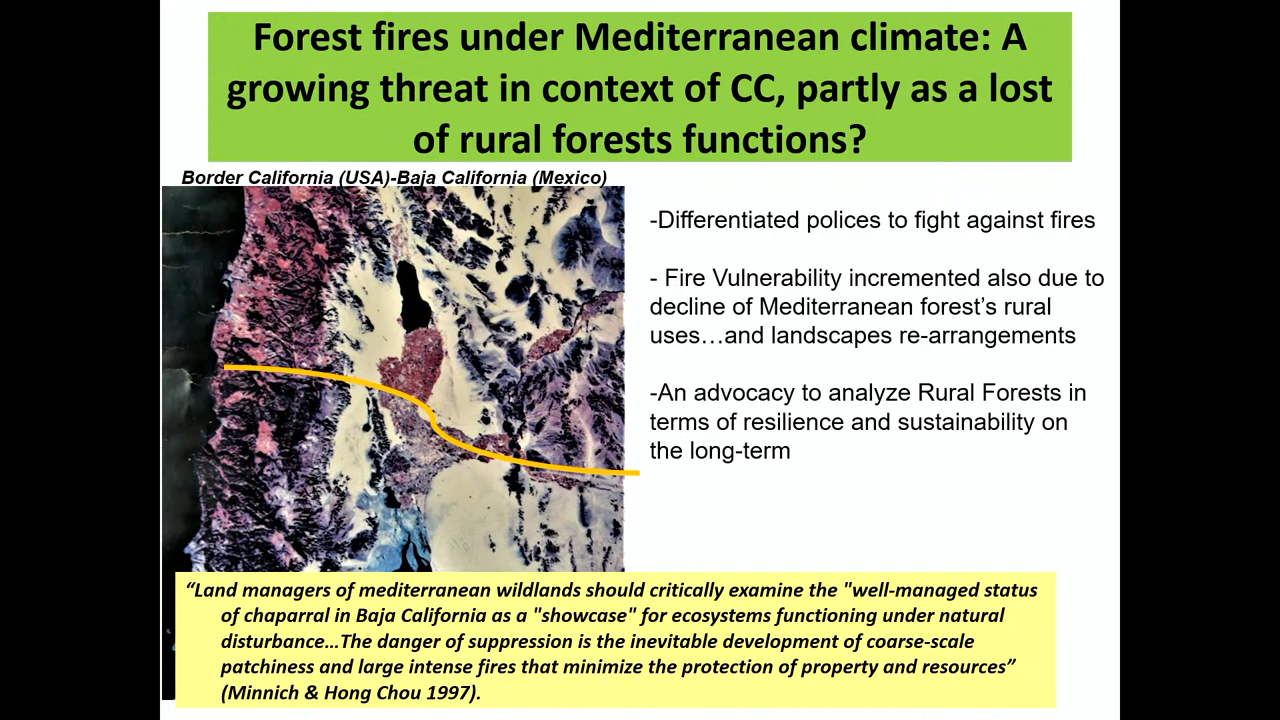 Forest fires under Mediterranean climate: A
growing threat in context of CC, partly as a lost
of rural forests functions?
Border California (USA)-Baja California (Mexico)
-Differentiated polices to fight against fires
- Fire Vulnerability incremented also due to
decline of Mediterranean forest’s rural
uses…and landscapes re-arrangements
-An advocacy to analyze Rural Forests in
terms of resilience and sustainability on
the long-term
“Land managers of mediterranean wildlands should critically examine the "well-managed status
of chaparral in Baja California as a "showcase" for ecosystems functioning under natural
disturbance…The danger of suppression is the inevitable development of coarse-scale
patchiness and large intense fires that minimize the protection of property and resources”
(Minnich & Hong Chou 1997).